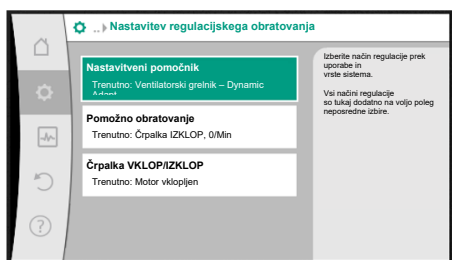 .. Nastavitev regulacijskega obratovanja
Nastavitveni pomočnik
Trenutno: Ventilatorski grelnik – Dynamic
Adapt
Pomožno obratovanje
Trenutno: Črpalka IZKLOP, 0/Min
Črpalka VKLOP/IZKLOP
Trenutno: Motor vklopljen
Izberite način regulacije prek
uporabe in
vrste sistema.
Vsi načini regulacije
so tukaj dodatno na voljo poleg
neposredne izbire.
?